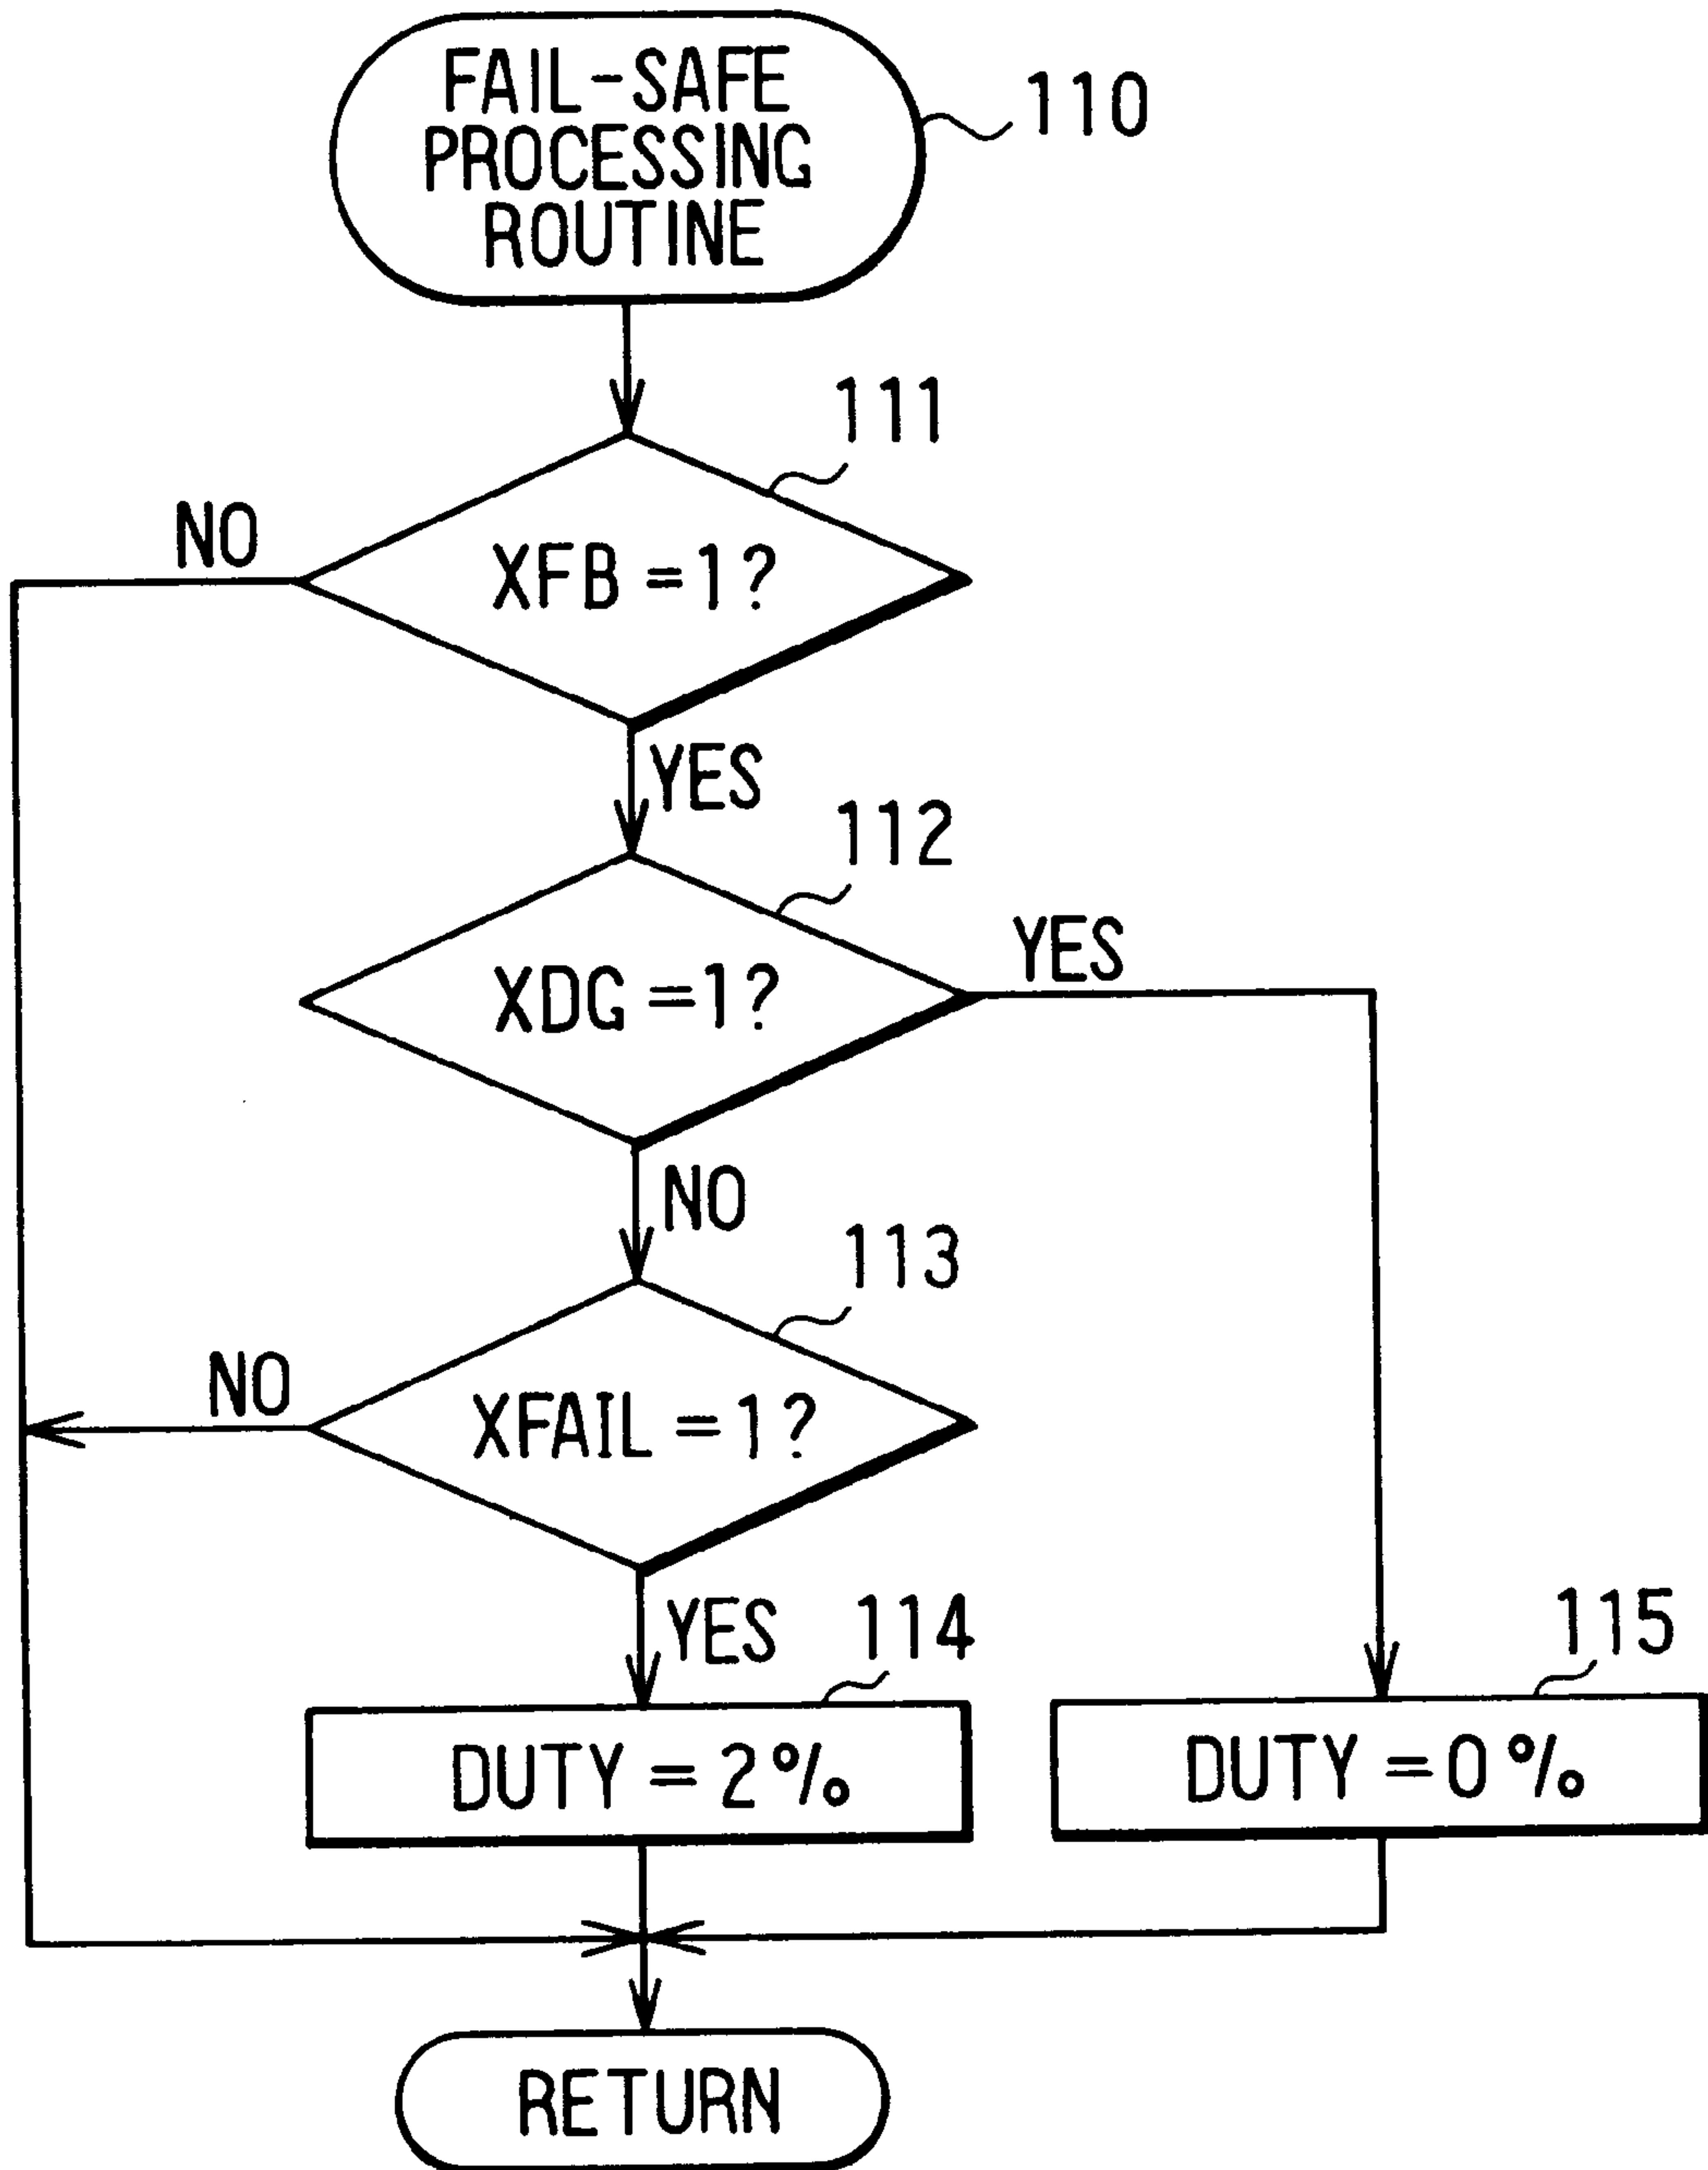 FAIL-SAFE
PROCESSING
ROUTINE
110
111
NO
XFB=1?
YES
112
YES
XDG=1?
NO
113
NO
XFAIL=1?
YES
114
115
DUTY=2%
DUTY=0%
RETURN